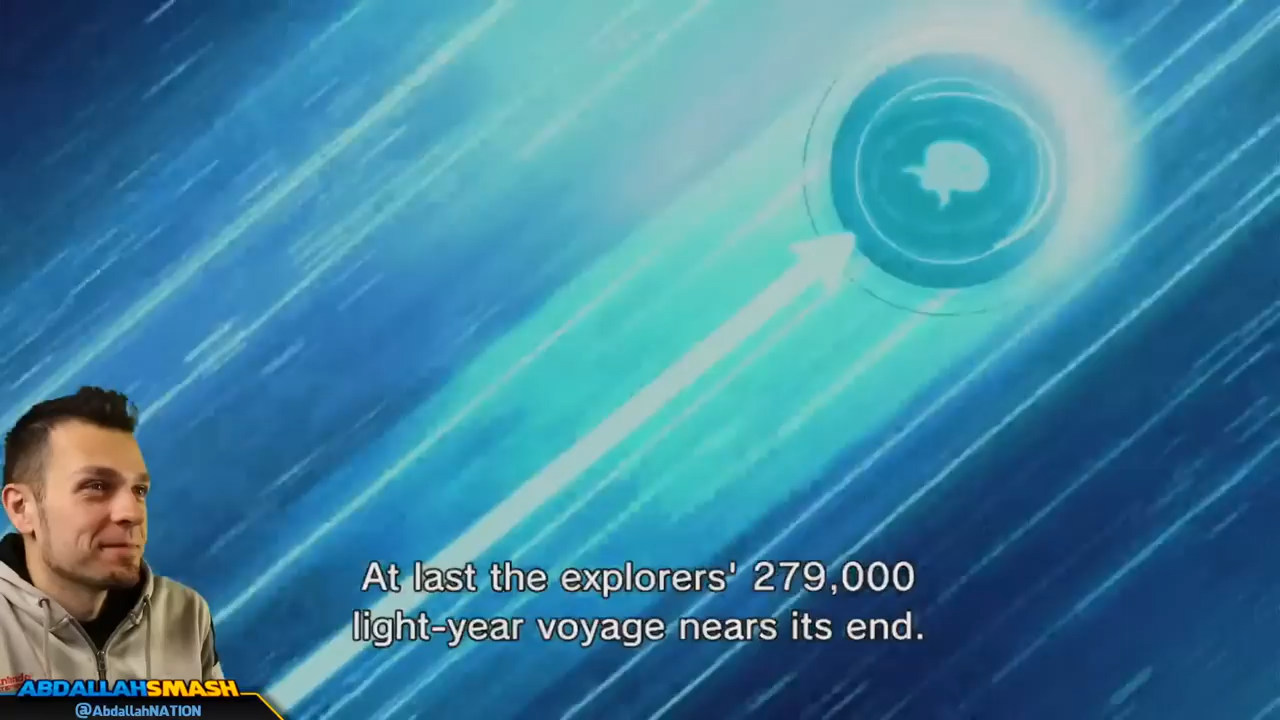 At last the explorers' 279,000
light-year voyage nears its end.
ABDALLAHSMASH
@AbdallahNATION